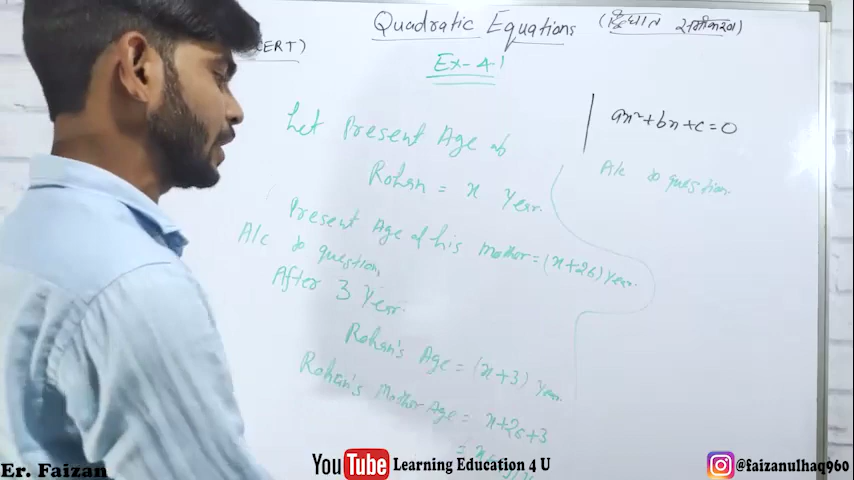 Quadratic Equations (द्विघात समीकरण)
CERT)
Ex-4.1
Let Present Age of
Rohan = x Year.
Present Age of his mother = (x+26) Year.
A/c to question,
After 3 Year.
Rohan's Age = (x+3) Year.
Rohan's Mother Age = x+26+3
ax²+bx+c=0
A/c to question.
Er. Faizan
YouTube Learning Education 4 U
@faizanulhaq960